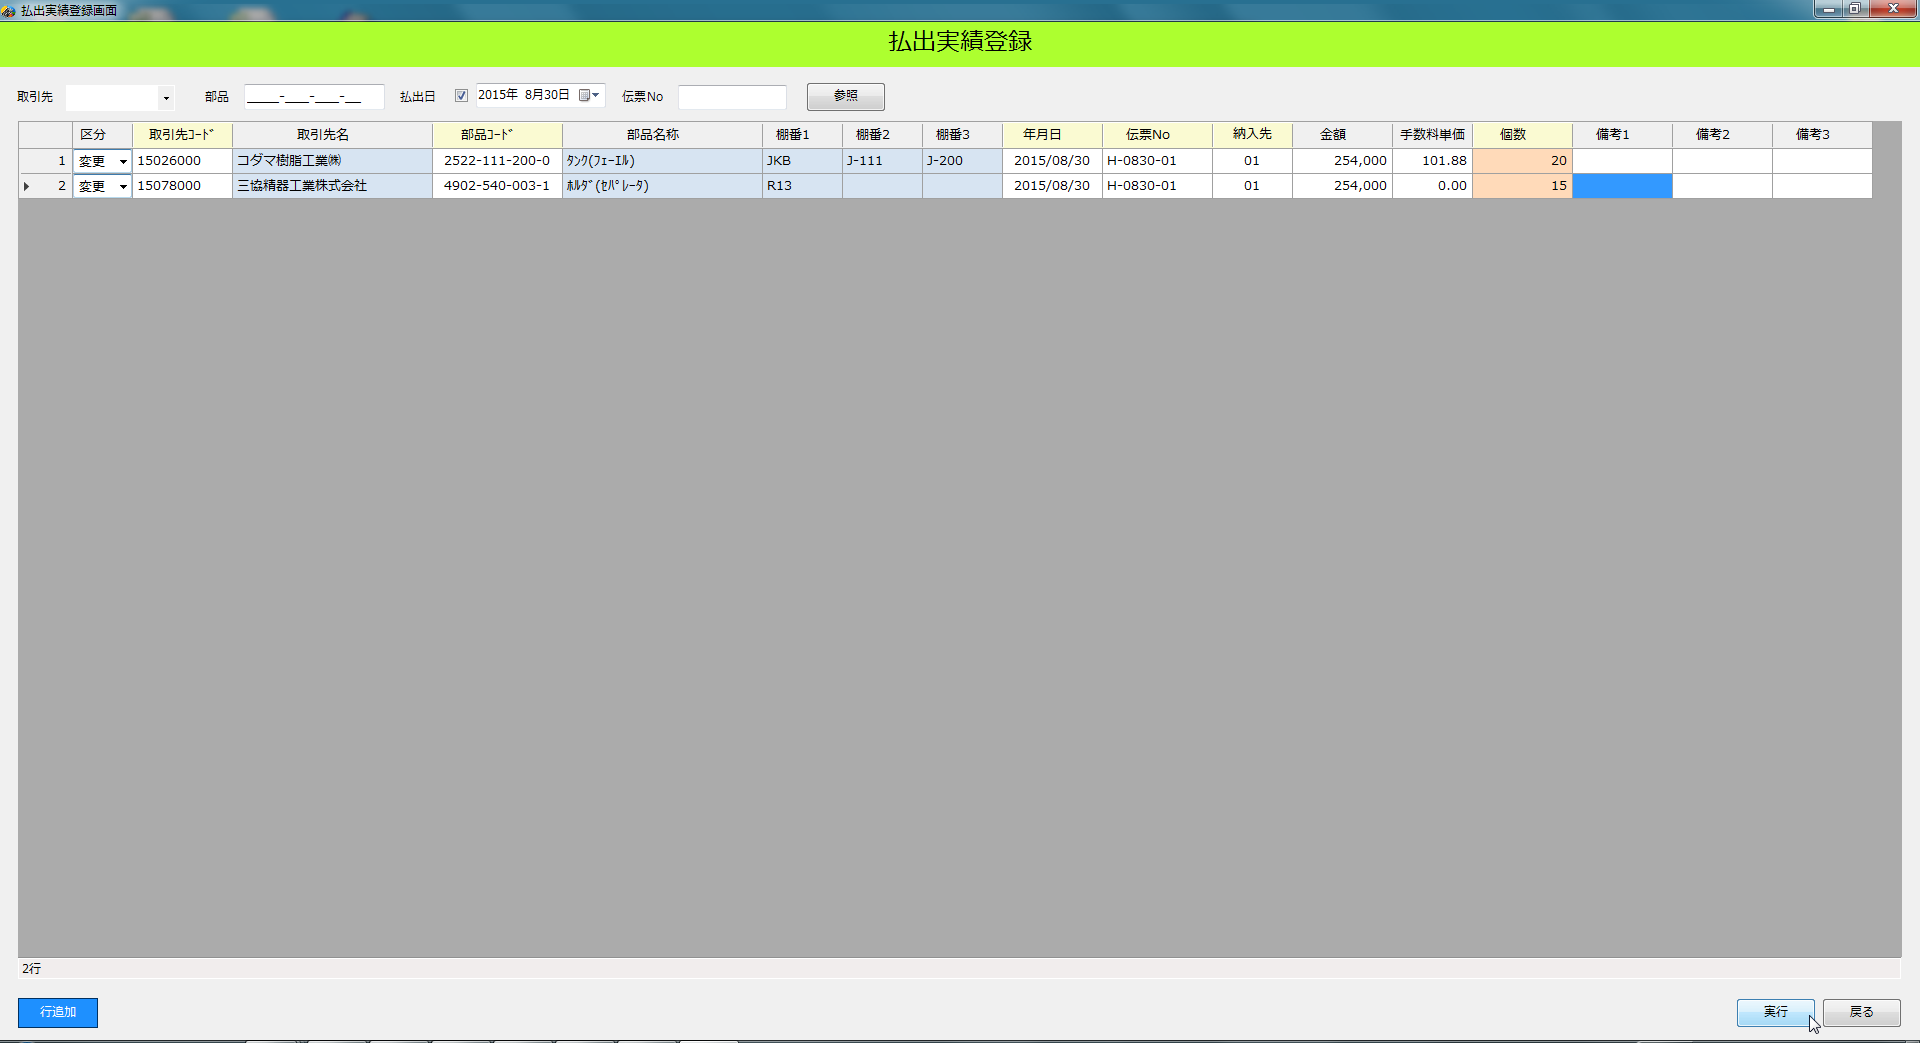 払出実績登録画面
払出実績登録
取引先 部品 ____-___-___-__ 払出日 2015年 8月30日 伝票No 参照
区分 取引先ｺｰﾄﾞ 取引先名 部品ｺｰﾄﾞ 部品名称 棚番1 棚番2 棚番3 年月日 伝票No 納入先 金額 手数料単価 個数 備考1 備考2 備考3
1 変更 15026000 コダマ樹脂工業㈱ 2522-111-200-0 ﾀﾝｸ(ﾌｭｰｴﾙ) JKB J-111 J-200 2015/08/30 H-0830-01 01 254,000 101.88 20
2 変更 15078000 三協精器工業株式会社 4902-540-003-1 ﾎﾙﾀﾞ(ｾﾊﾟﾚｰﾀ) R13 2015/08/30 H-0830-01 01 254,000 0.00 15
2行
行追加 実行 戻る